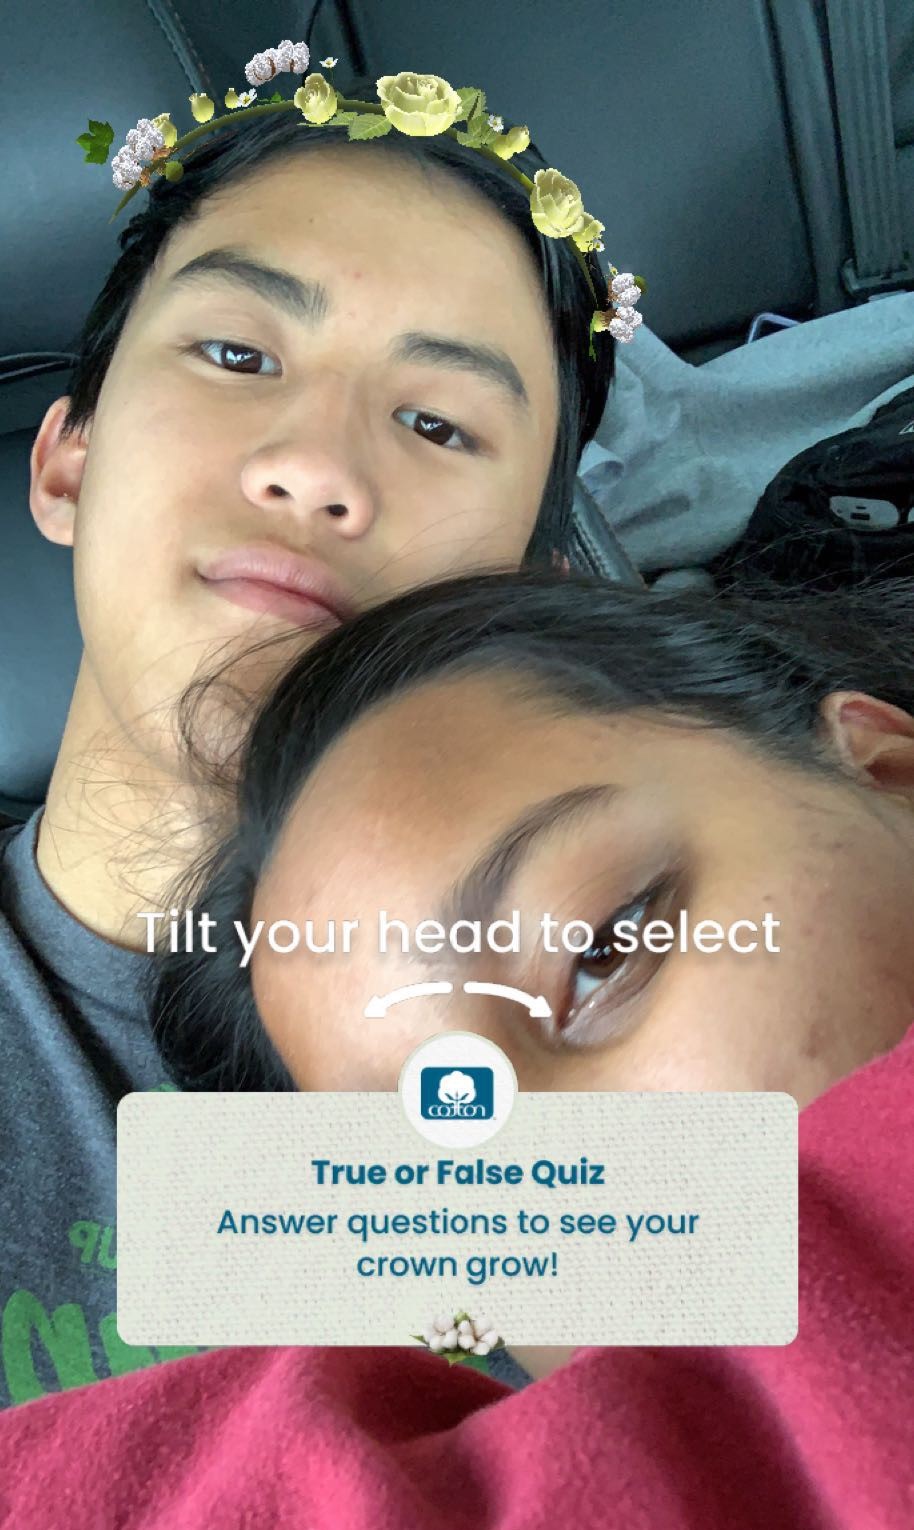 Tilt your head to select
cotton
True or False Quiz
Answer questions to see your
crown grow!